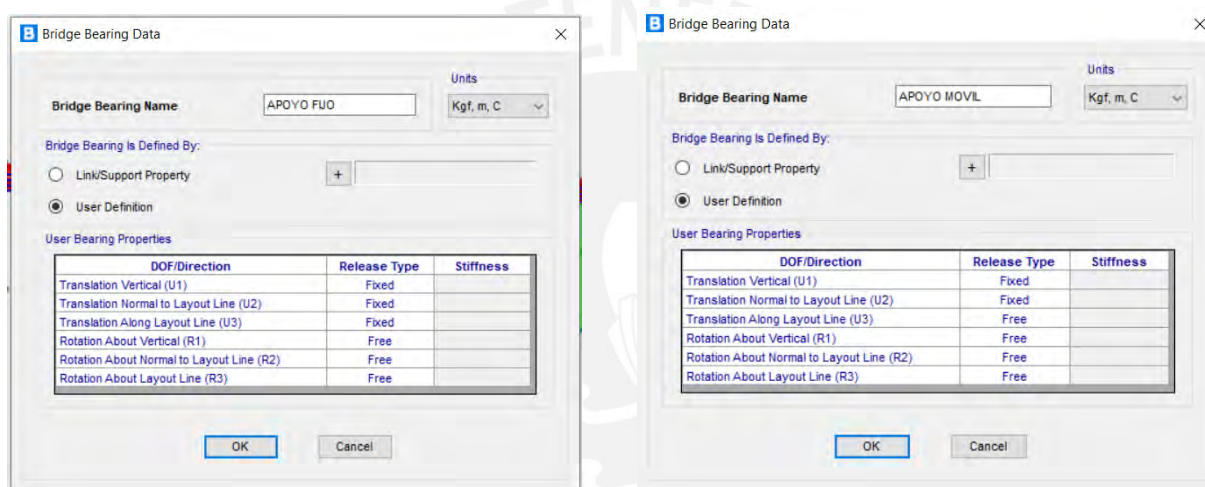 Bridge Bearing Data
Units
Bridge Bearing Name APOYO FIJO Kgf, m, C
Bridge Bearing Is Defined By:
Link/Support Property +
User Definition
User Bearing Properties
DOF/Direction Release Type Stiffness
Translation Vertical (U1) Fixed
Translation Normal to Layout Line (U2) Fixed
Translation Along Layout Line (U3) Fixed
Rotation About Vertical (R1) Free
Rotation About Normal to Layout Line (R2) Free
Rotation About Layout Line (R3) Free
OK Cancel
Bridge Bearing Data
Units
Bridge Bearing Name APOYO MOVIL Kgf, m, C
Bridge Bearing Is Defined By:
Link/Support Property +
User Definition
User Bearing Properties
DOF/Direction Release Type Stiffness
Translation Vertical (U1) Fixed
Translation Normal to Layout Line (U2) Fixed
Translation Along Layout Line (U3) Free
Rotation About Vertical (R1) Free
Rotation About Normal to Layout Line (R2) Free
Rotation About Layout Line (R3) Free
OK Cancel